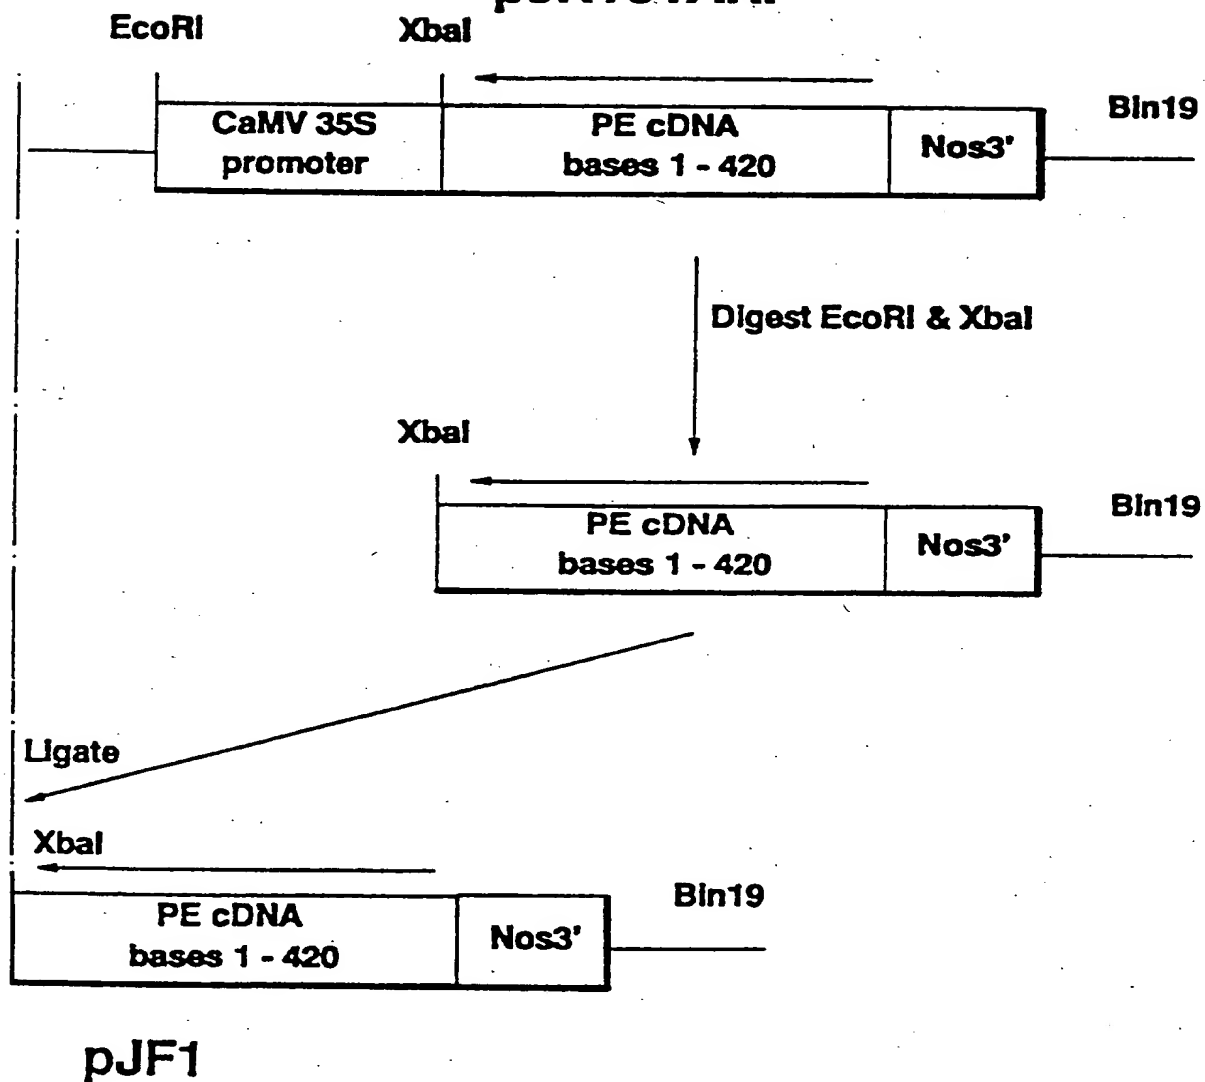 EcoRI XbaI
CaMV 35S
promoter
PE cDNA
bases 1 - 420
Nos3'
Bin19
Digest EcoRI & XbaI
XbaI
PE cDNA
bases 1 - 420
Nos3'
Bin19
Ligate
XbaI
PE cDNA
bases 1 - 420
Nos3'
Bin19
pJF1